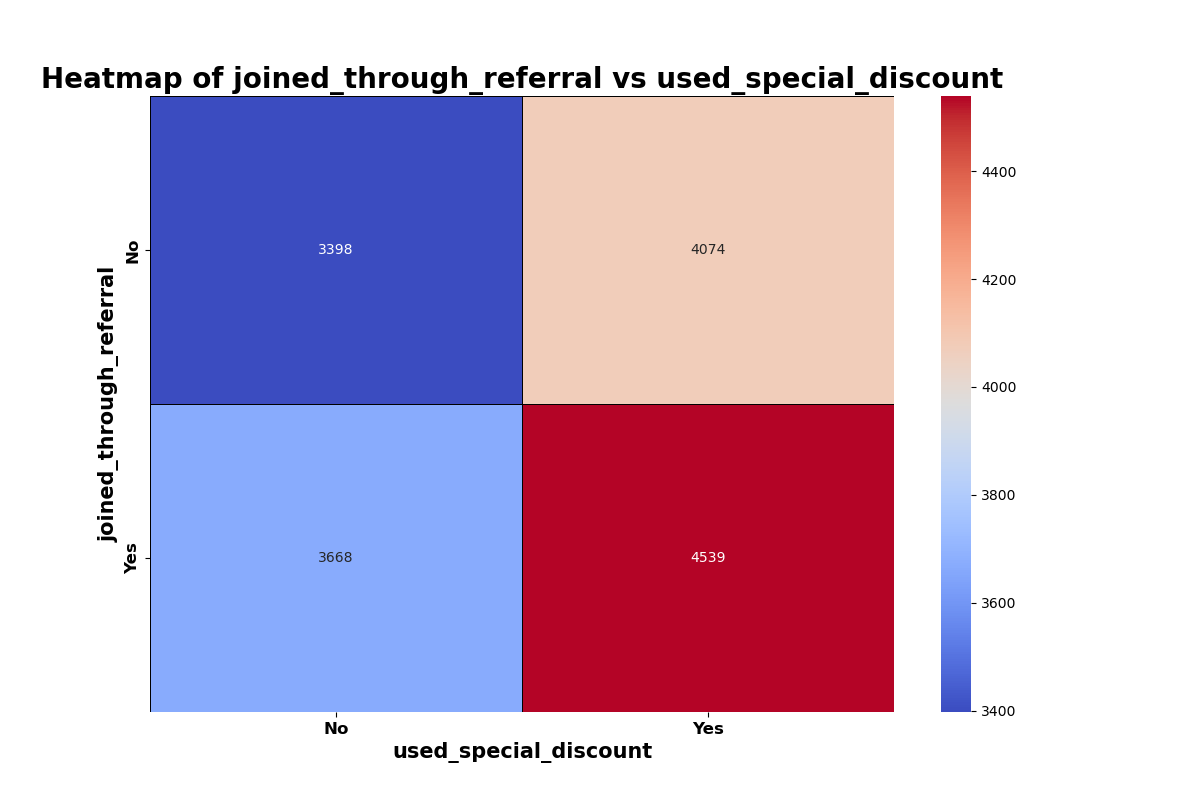 Heatmap of joined_through_referral vs used_special_discount
joined_through_referral
No
Yes
3398
4074
3668
4539
No
Yes
used_special_discount
4400
4200
4000
3800
3600
3400